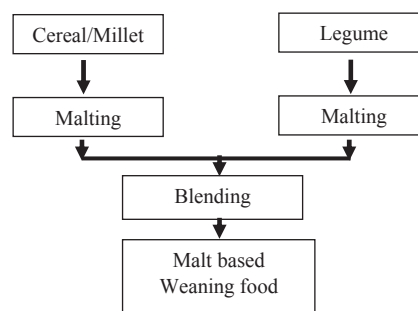 Cereal/Millet
Legume
Malting
Malting
Blending
Malt based
Weaning food